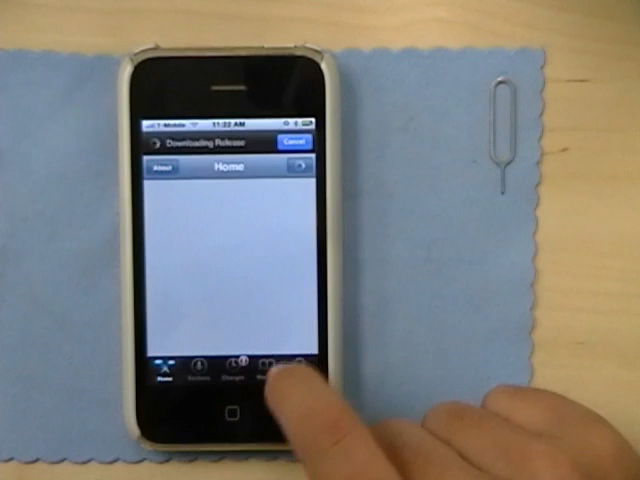 T-Mobile 11:22 AM
Downloading Release Cancel
About Home
Home Sections Changes